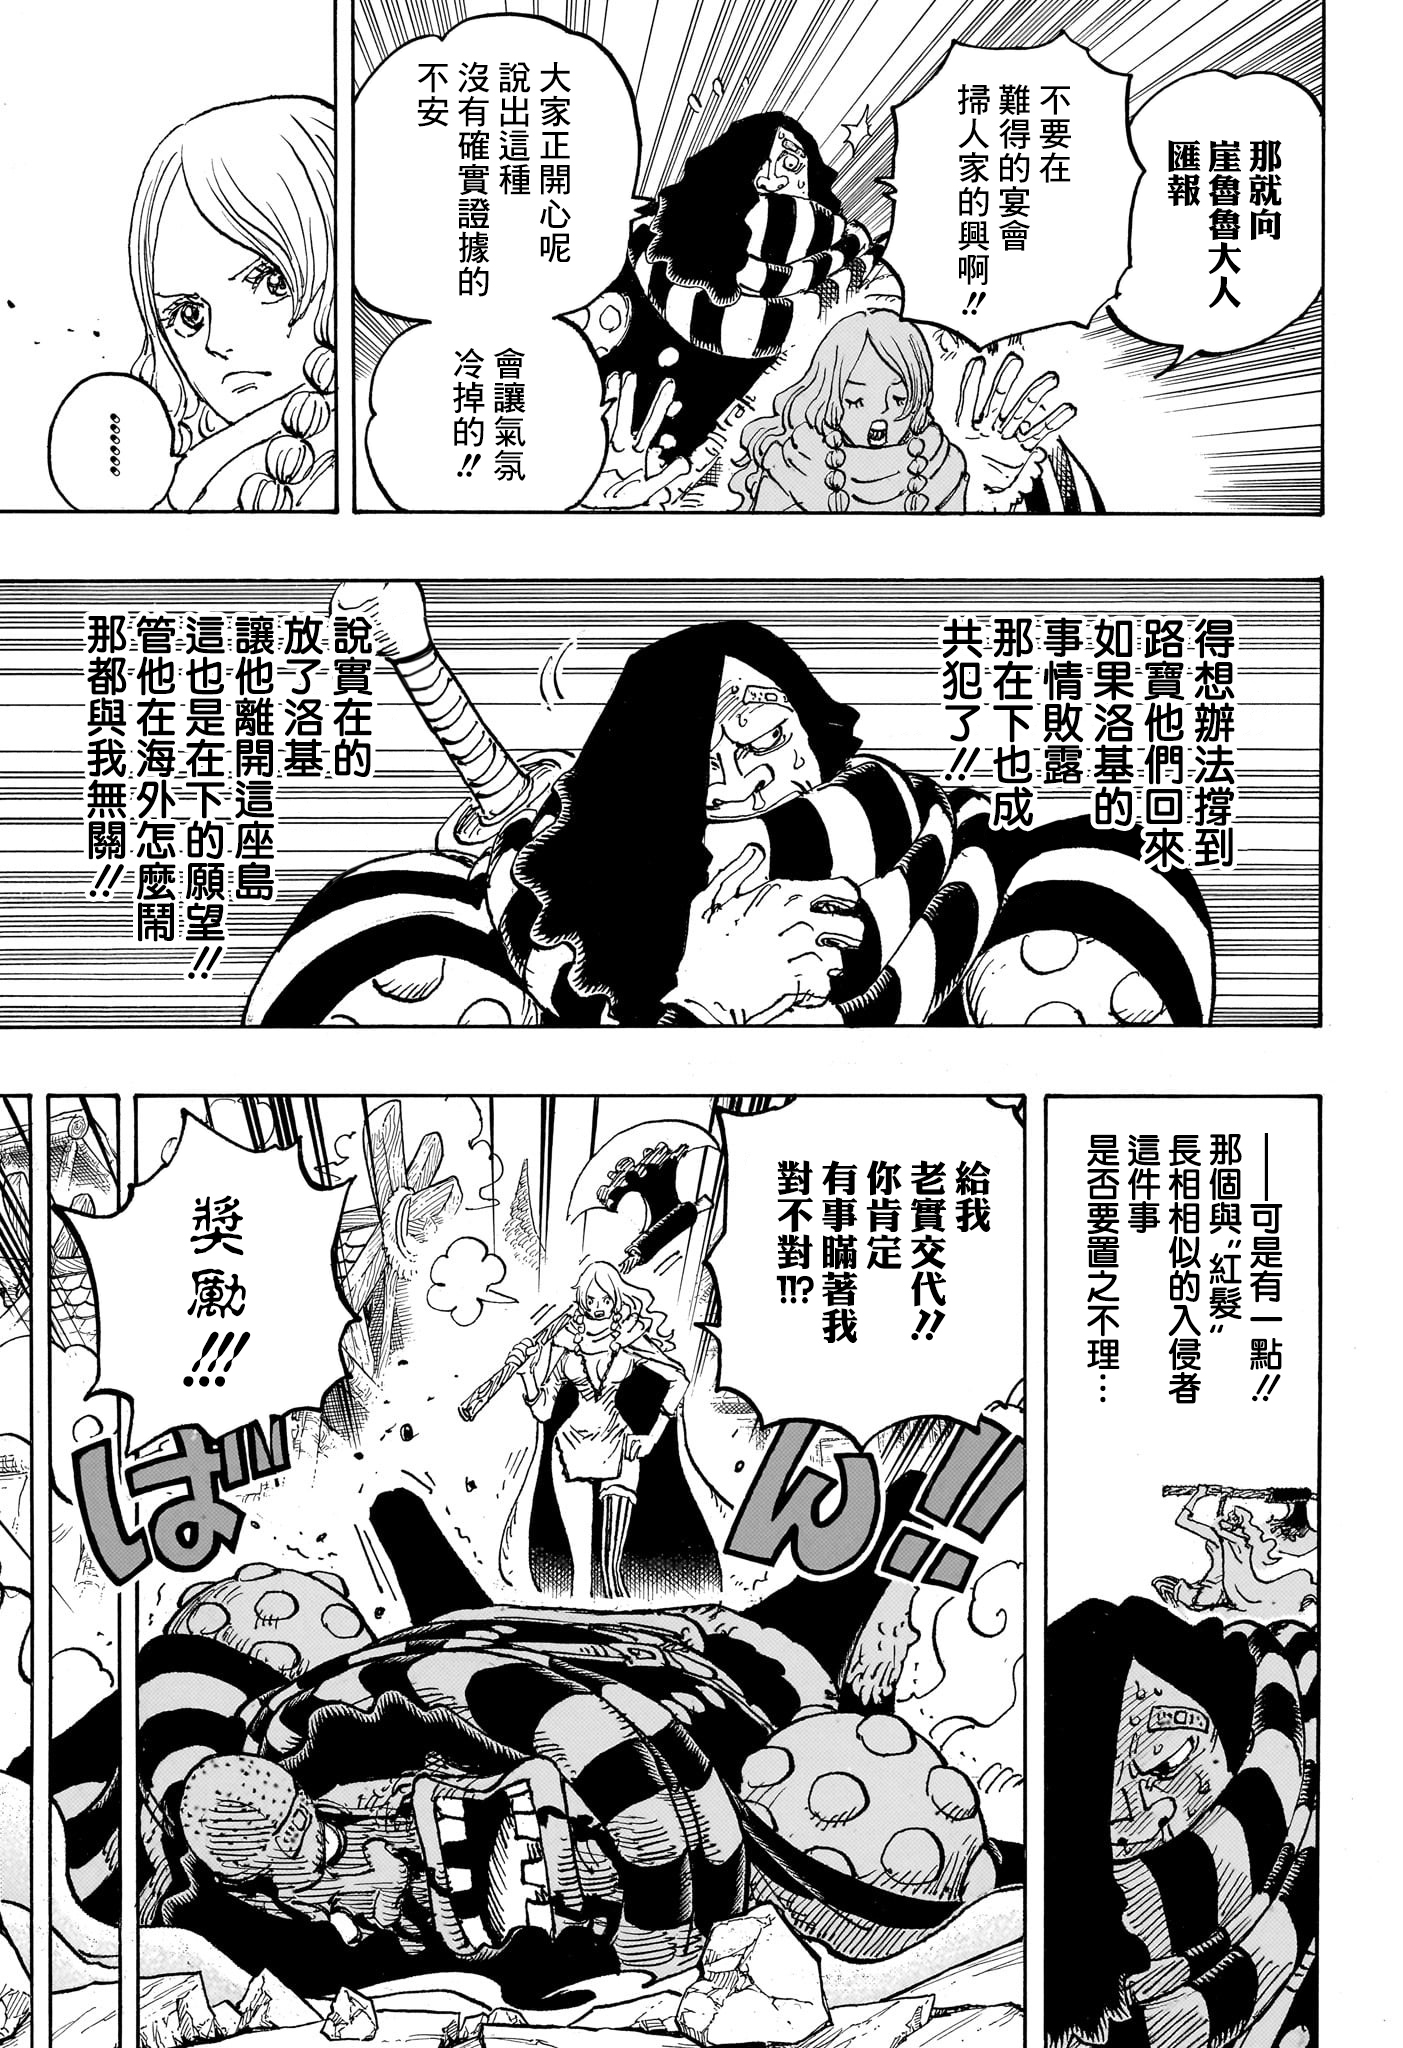 那就向
崖魯魯大人
匯報
不要在
難得的宴會
掃人家的興啊!!
大家正開心呢
說出這種
沒有確實證據的
不安
會讓氣氛
冷掉的!!
………
得想辦法撐到
路寶他們回來
如果洛基的
事情敗露
那在下也成
共犯了!!
說實在的
放了洛基
讓他離開這座島
這也是在下的願望!!
管他在海外怎麼鬧
那都與我無關!!
——可是有一點!!
那個與"紅髮"
長相相似的入侵者
這件事
是否要置之不理…
給我
老實交代!!
你肯定
有事瞞著我
對不對!!?
獎勵!!!
ばん!!